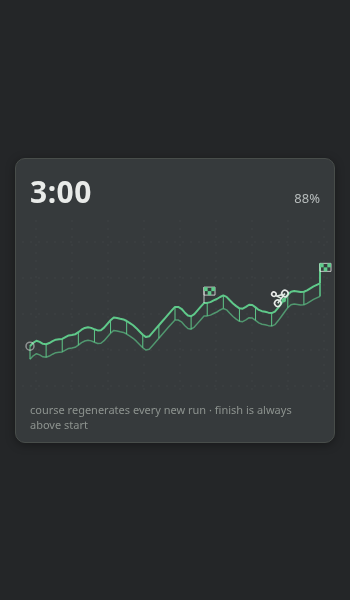 3:00
88%
course regenerates every new run · finish is always
above start